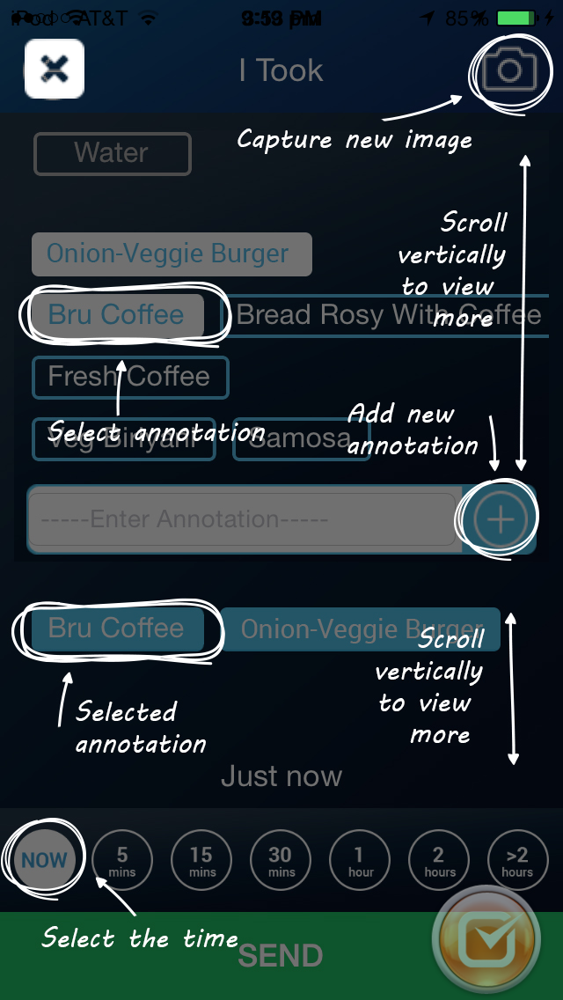 iPod AT&T PM 85%
I Took
Capture new image
Water
Scroll
vertically
to view
more
Onion-Veggie Burger
Bru Coffee Bread Rosy With Coffee
Fresh Coffee
Select annotation
Veg Biriyani Samosa
Add new
annotation
-----Enter Annotation-----
Bru Coffee Onion-Veggie Burger
Scroll
vertically
to view
more
Selected
annotation
Just now
NOW 5 mins 15 mins 30 mins 1 hour 2 hours >2 hours
Select the time
SEND